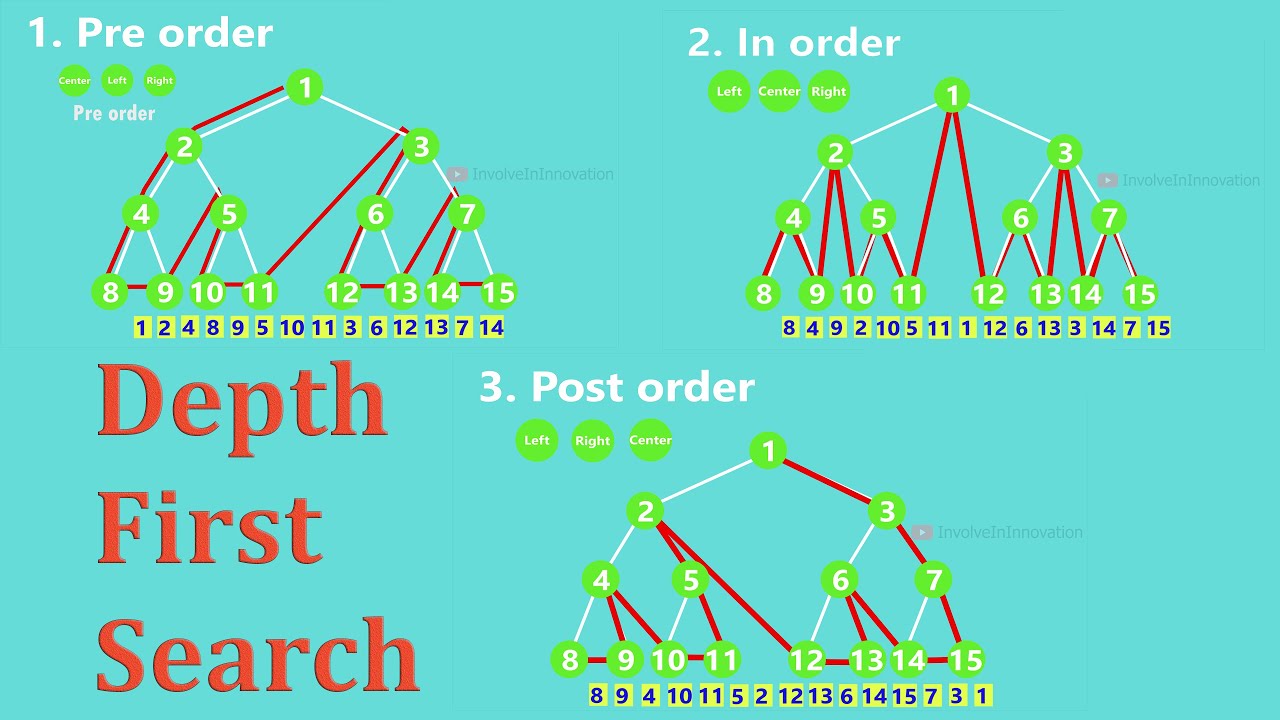 1. Pre order
Center Left Right
Pre order
1
2 3
4 5 6 7
8 9 10 11 12 13 14 15
1 2 4 8 9 5 10 11 3 6 12 13 7 14
InvolveInInnovation
2. In order
Left Center Right
1
2 3
4 5 6 7
8 9 10 11 12 13 14 15
8 4 9 2 10 5 11 1 12 6 13 3 14 7 15
InvolveInInnovation
Depth
First
Search
3. Post order
Left Right Center
1
2 3
4 5 6 7
8 9 10 11 12 13 14 15
8 9 4 10 11 5 2 12 13 6 14 15 7 3 1
InvolveInInnovation